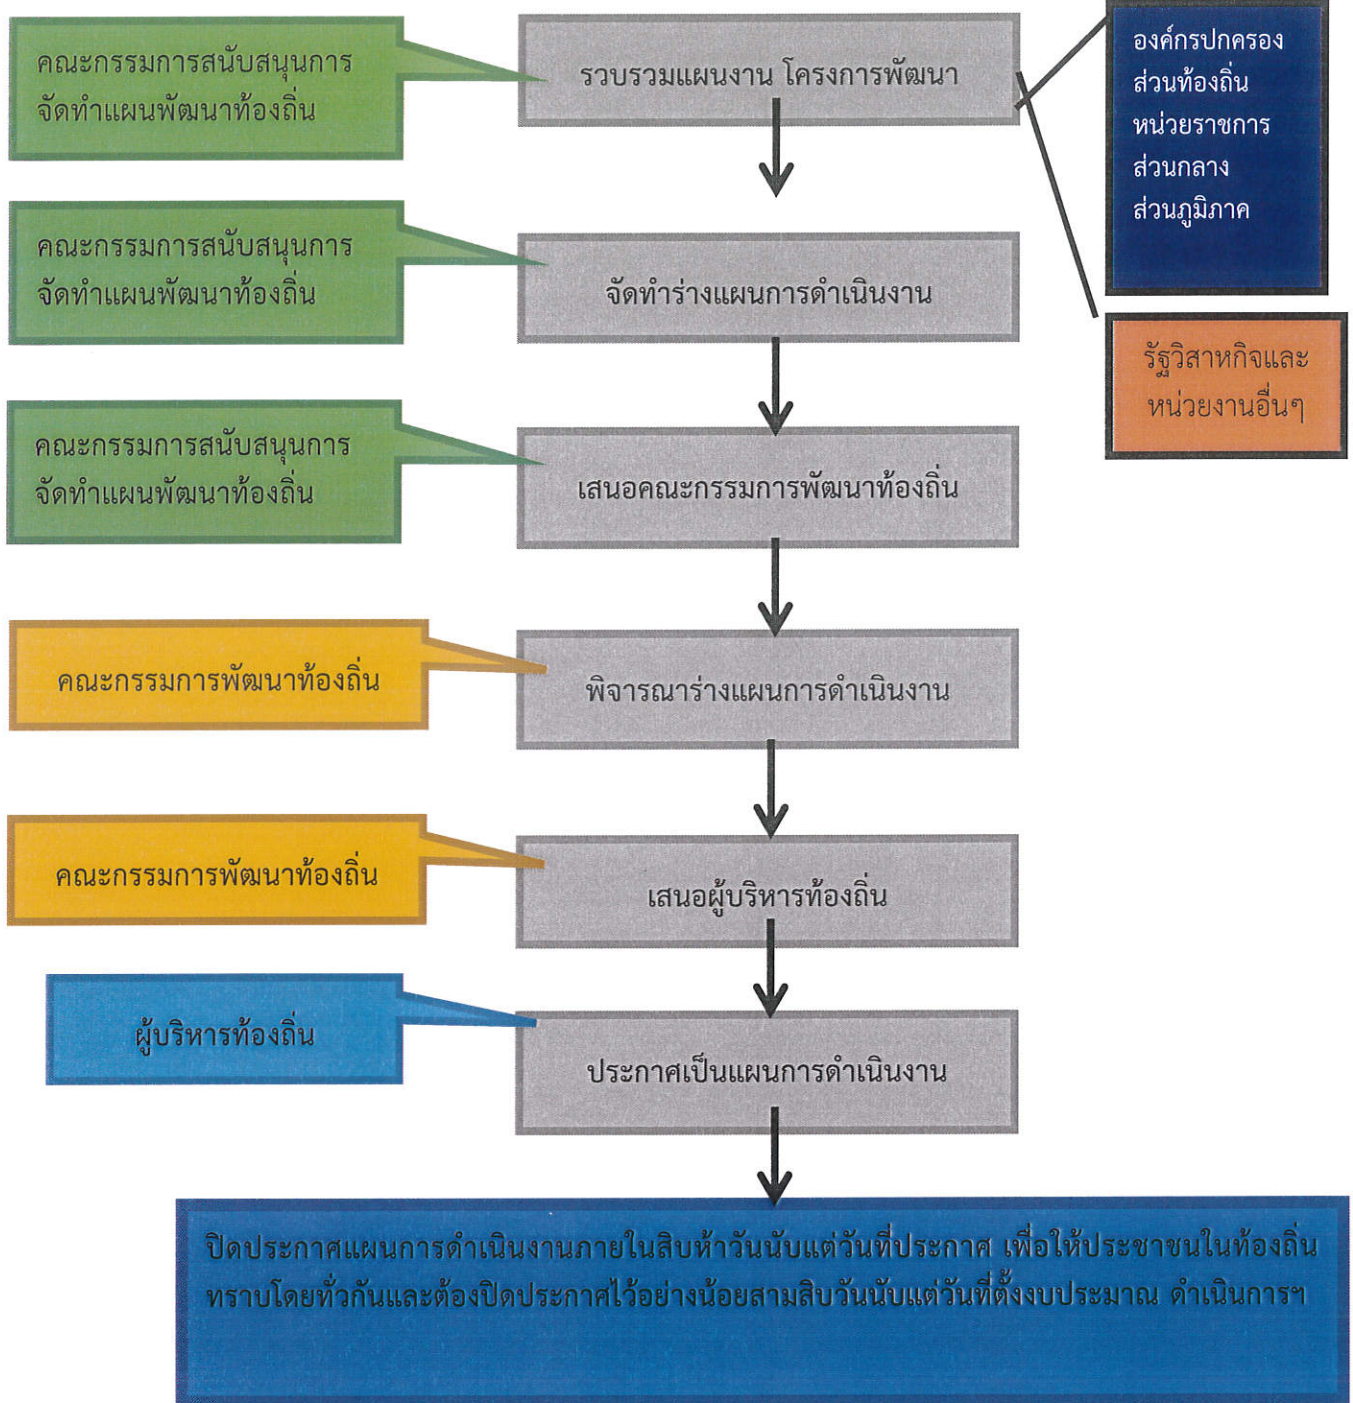 คณะกรรมการสนับสนุนการ
จัดทำแผนพัฒนาท้องถิ่น
รวบรวมแผนงาน โครงการพัฒนา
องค์กรปกครอง
ส่วนท้องถิ่น
หน่วยราชการ
ส่วนกลาง
ส่วนภูมิภาค
คณะกรรมการสนับสนุนการ
จัดทำแผนพัฒนาท้องถิ่น
จัดทำร่างแผนการดำเนินงาน
รัฐวิสาหกิจและ
หน่วยงานอื่นๆ
คณะกรรมการสนับสนุนการ
จัดทำแผนพัฒนาท้องถิ่น
เสนอคณะกรรมการพัฒนาท้องถิ่น
คณะกรรมการพัฒนาท้องถิ่น
พิจารณาร่างแผนการดำเนินงาน
คณะกรรมการพัฒนาท้องถิ่น
เสนอผู้บริหารท้องถิ่น
ผู้บริหารท้องถิ่น
ประกาศเป็นแผนการดำเนินงาน
ปิดประกาศแผนการดำเนินงานภายในสิบห้าวันนับแต่วันที่ประกาศ เพื่อให้ประชาชนในท้องถิ่น
ทราบโดยทั่วกันและต้องปิดประกาศไว้อย่างน้อยสามสิบวันนับแต่วันที่ตั้งงบประมาณ ดำเนินการฯ